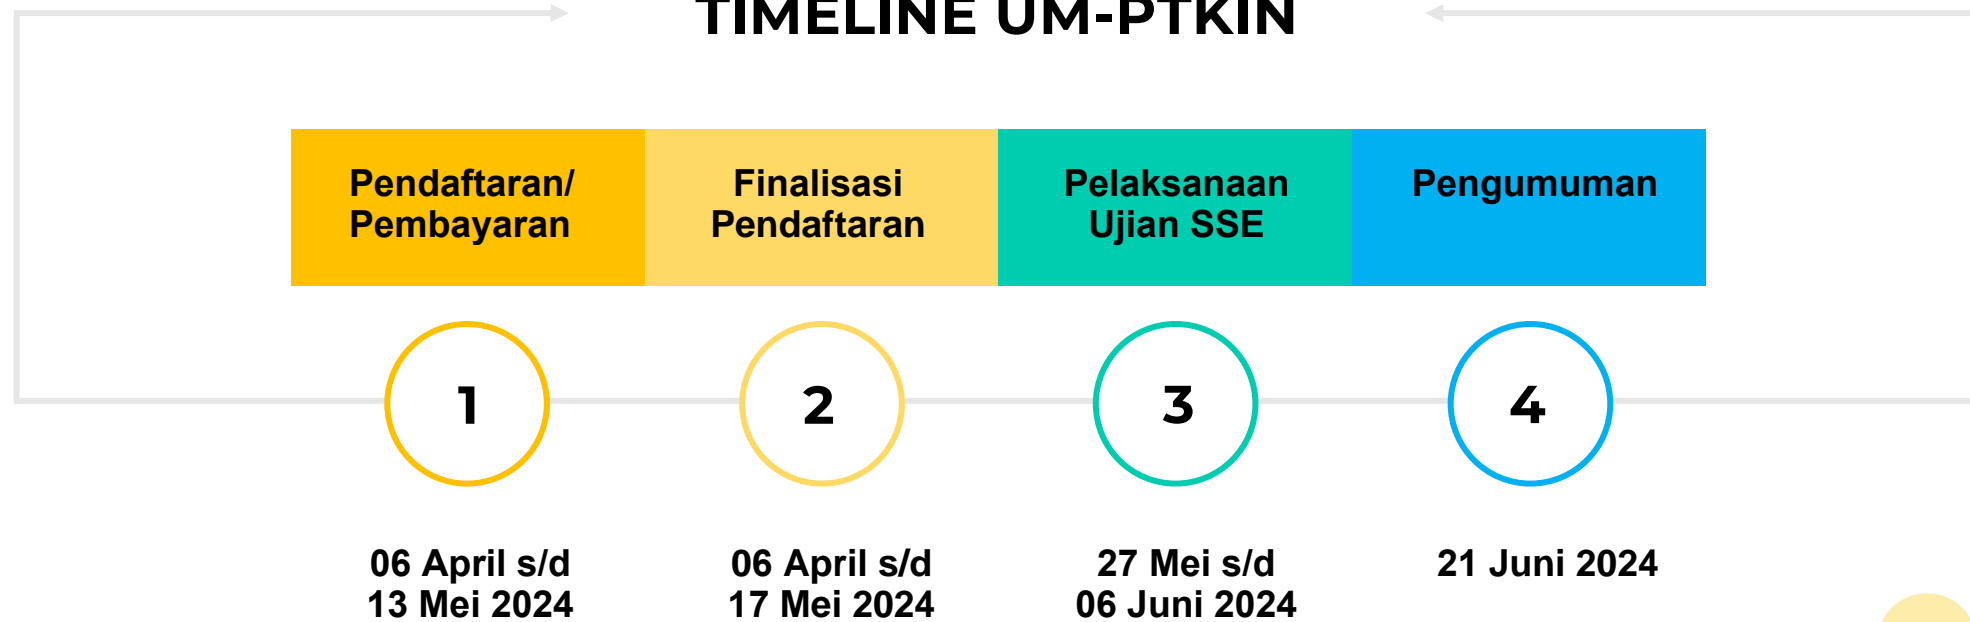 TIMELINE UM-PTKIN
Pendaftaran/
Pembayaran
Finalisasi
Pendaftaran
Pelaksanaan
Ujian SSE
Pengumuman
1
2
3
4
06 April s/d
13 Mei 2024
06 April s/d
17 Mei 2024
27 Mei s/d
06 Juni 2024
21 Juni 2024